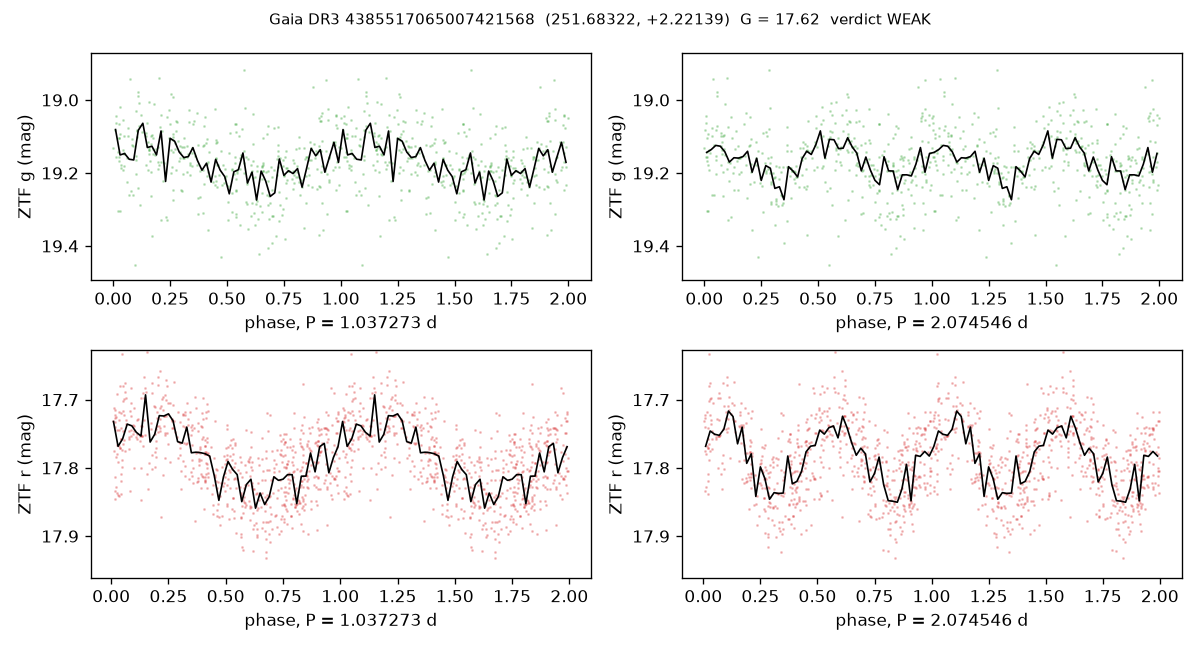 Gaia DR3 4385517065007421568  (251.68322, +2.22139)  G = 17.62  verdict WEAK
ZTF g (mag)
19.0
19.2
19.4
0.00 0.25 0.50 0.75 1.00 1.25 1.50 1.75 2.00
phase, P = 1.037273 d
ZTF g (mag)
19.0
19.2
19.4
0.00 0.25 0.50 0.75 1.00 1.25 1.50 1.75 2.00
phase, P = 2.074546 d
ZTF r (mag)
17.7
17.8
17.9
0.00 0.25 0.50 0.75 1.00 1.25 1.50 1.75 2.00
phase, P = 1.037273 d
ZTF r (mag)
17.7
17.8
17.9
0.00 0.25 0.50 0.75 1.00 1.25 1.50 1.75 2.00
phase, P = 2.074546 d